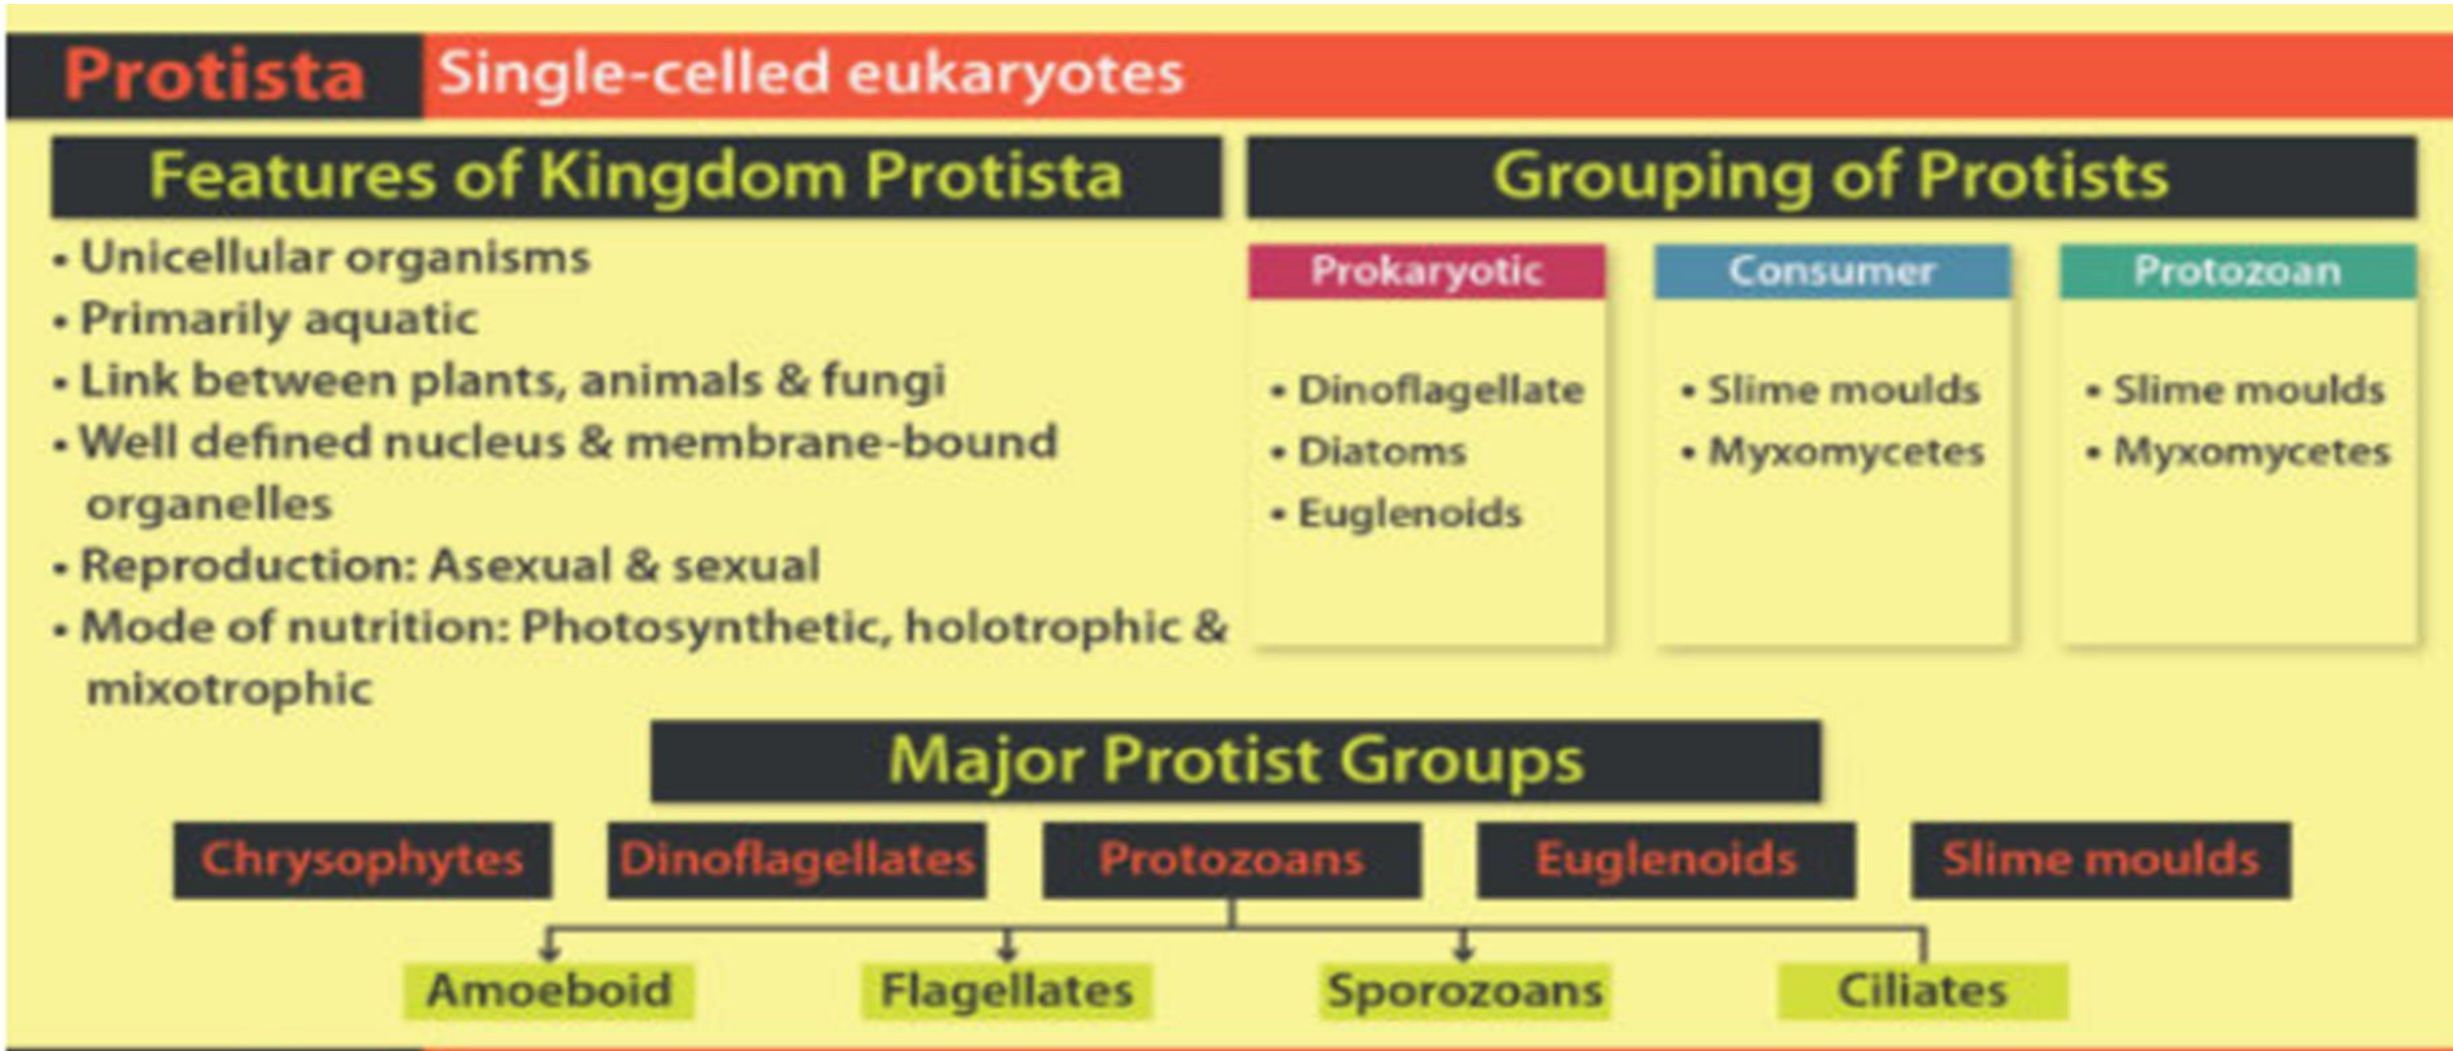 Protista Single-celled eukaryotes
Features of Kingdom Protista
• Unicellular organisms
• Primarily aquatic
• Link between plants, animals & fungi
• Well defined nucleus & membrane-bound
organelles
• Reproduction: Asexual & sexual
• Mode of nutrition: Photosynthetic, holotrophic &
mixotrophic
Grouping of Protists
Prokaryotic
• Dinoflagellate
• Diatoms
• Euglenoids
Consumer
• Slime moulds
• Myxomycetes
Protozoan
• Slime moulds
• Myxomycetes
Major Protist Groups
Chrysophytes
Dinoflagellates
Protozoans
Euglenoids
Slime moulds
Amoeboid
Flagellates
Sporozoans
Ciliates